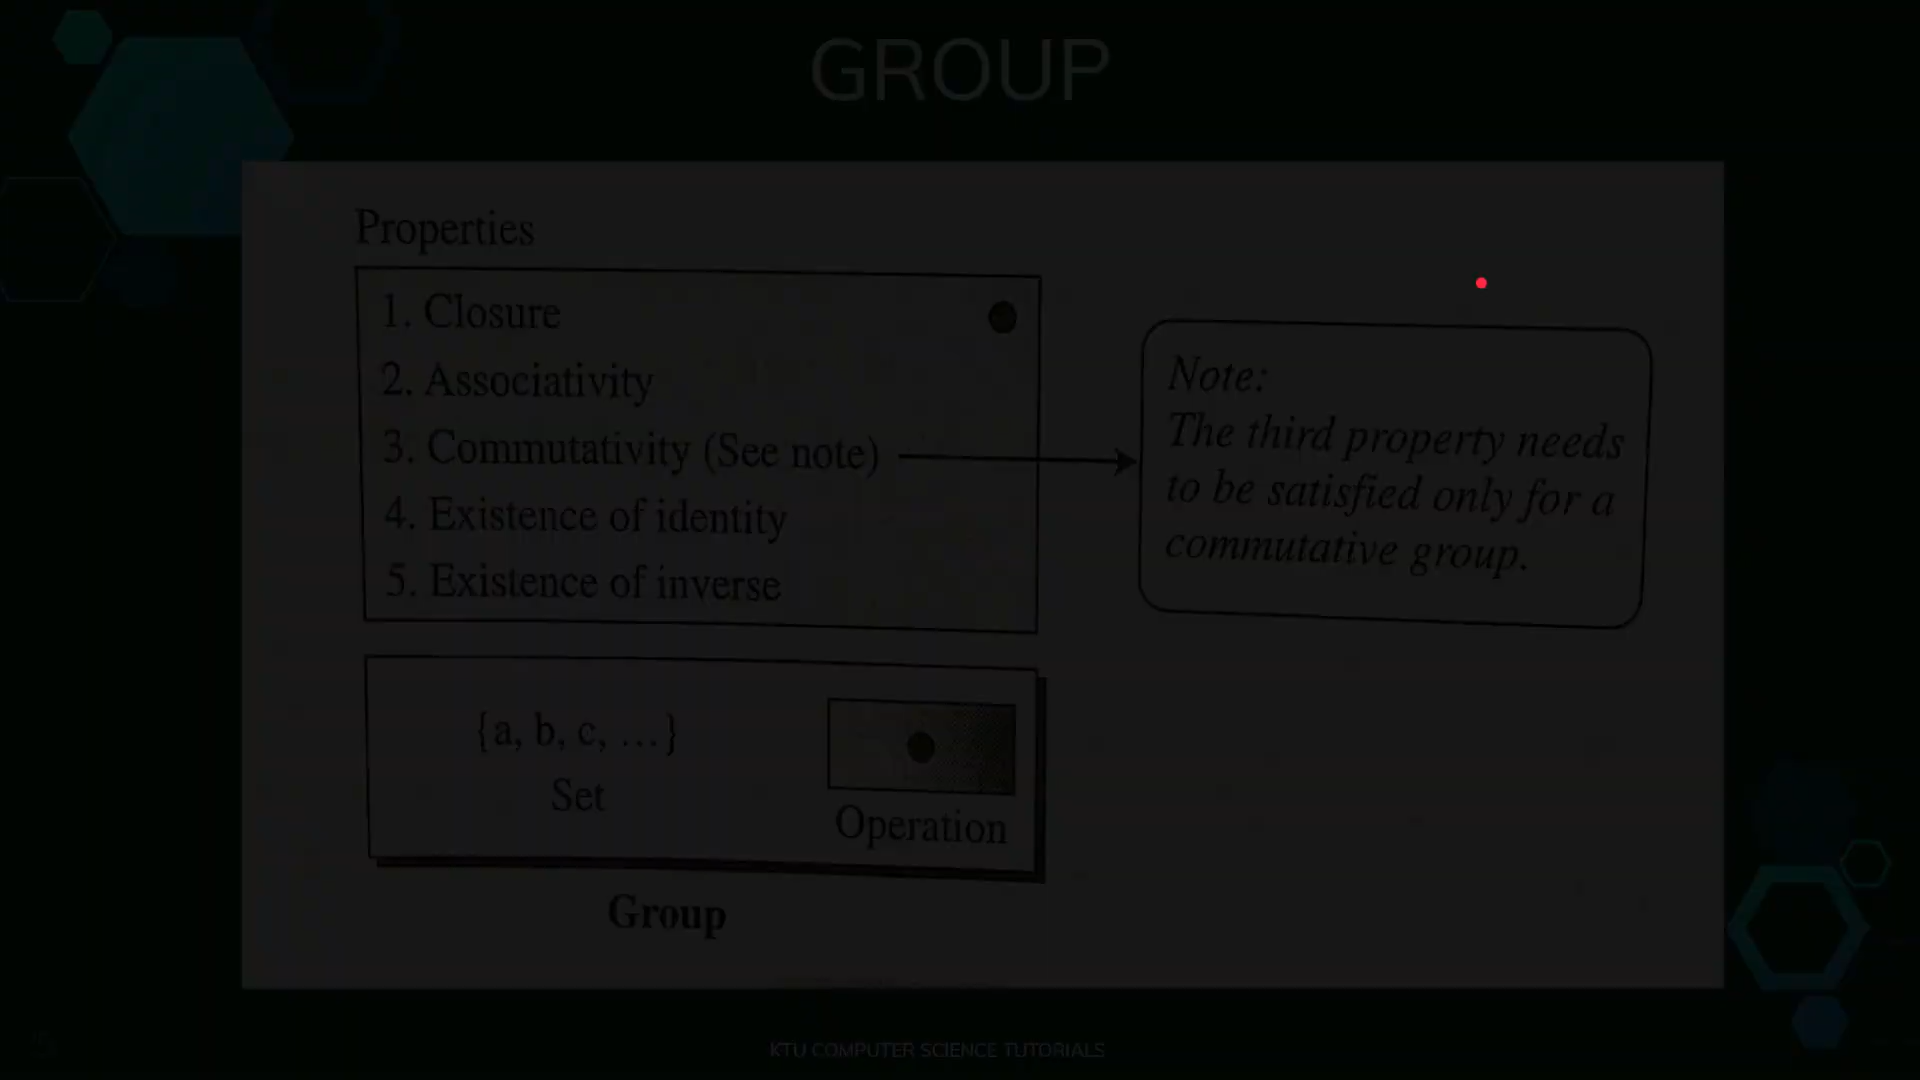 GROUP
Properties
1. Closure
2. Associativity
3. Commutativity (See note)
4. Existence of identity
5. Existence of inverse
Note:
The third property needs
to be satisfied only for a
commutative group.
{a, b, c, ...}
Set
Operation
Group
KTU COMPUTER SCIENCE TUTORIALS